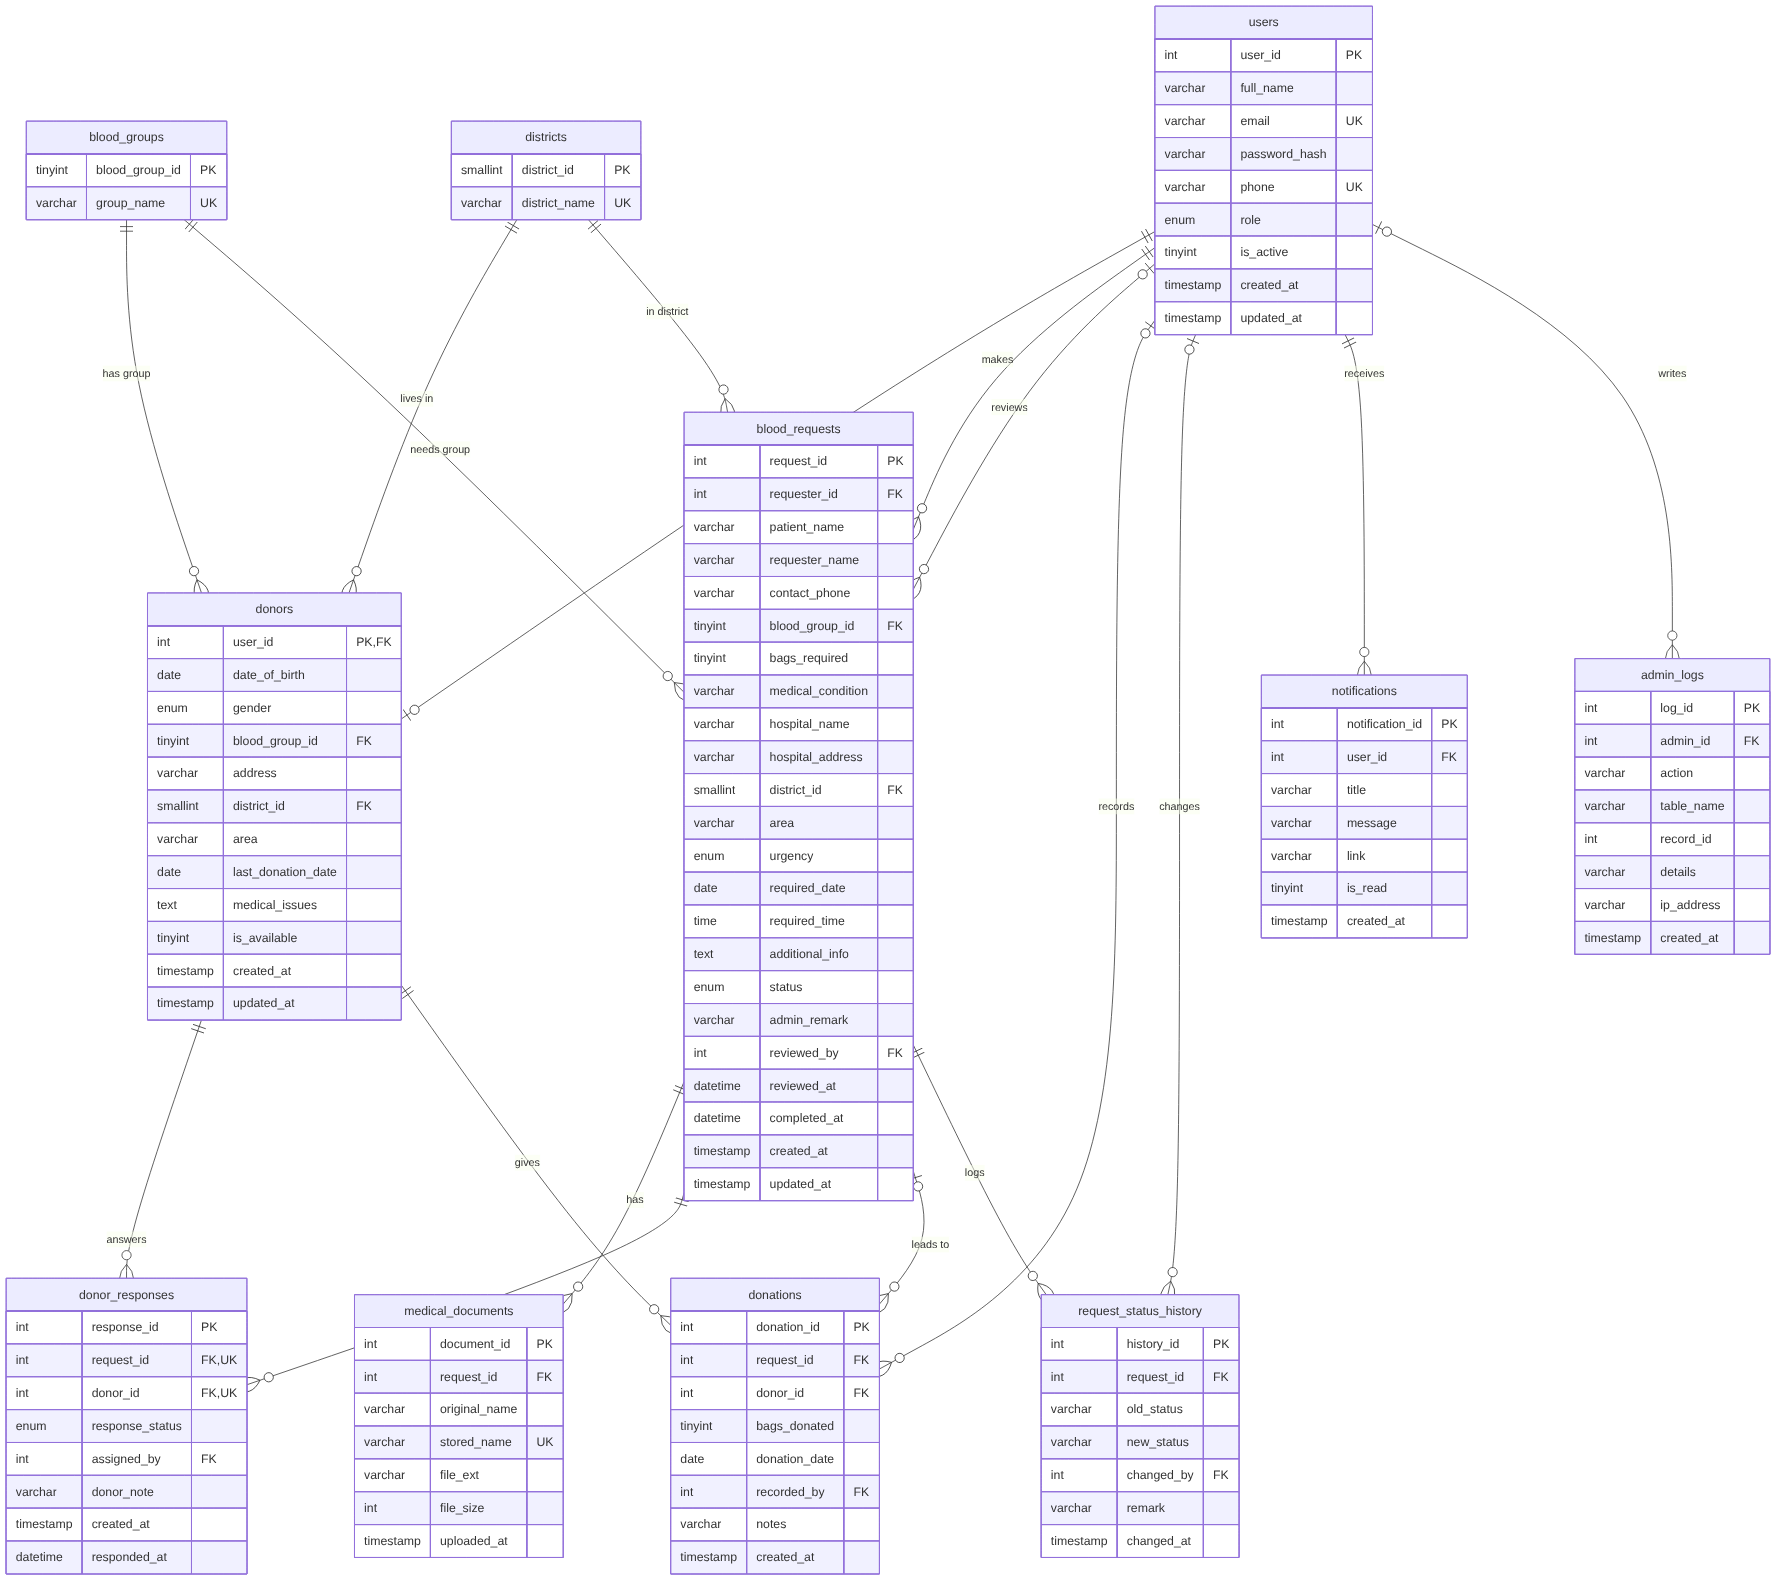 users
int user_id PK
varchar full_name
varchar email UK
varchar password_hash
varchar phone UK
enum role
tinyint is_active
timestamp created_at
timestamp updated_at
blood_groups
tinyint blood_group_id PK
varchar group_name UK
districts
smallint district_id PK
varchar district_name UK
in district
makes
receives
writes
has group
lives in
reviews
needs group
blood_requests
int request_id PK
int requester_id FK
varchar patient_name
varchar requester_name
varchar contact_phone
tinyint blood_group_id FK
tinyint bags_required
varchar medical_condition
varchar hospital_name
varchar hospital_address
smallint district_id FK
varchar area
enum urgency
date required_date
time required_time
text additional_info
enum status
varchar admin_remark
int reviewed_by FK
datetime reviewed_at
datetime completed_at
timestamp created_at
timestamp updated_at
donors
int user_id PK,FK
date date_of_birth
enum gender
tinyint blood_group_id FK
varchar address
smallint district_id FK
varchar area
date last_donation_date
text medical_issues
tinyint is_available
timestamp created_at
timestamp updated_at
notifications
int notification_id PK
int user_id FK
varchar title
varchar message
varchar link
tinyint is_read
timestamp created_at
admin_logs
int log_id PK
int admin_id FK
varchar action
varchar table_name
int record_id
varchar details
varchar ip_address
timestamp created_at
records
changes
gives
logs
has
answers
leads to
donor_responses
int response_id PK
int request_id FK,UK
int donor_id FK,UK
enum response_status
int assigned_by FK
varchar donor_note
timestamp created_at
datetime responded_at
medical_documents
int document_id PK
int request_id FK
varchar original_name
varchar stored_name UK
varchar file_ext
int file_size
timestamp uploaded_at
donations
int donation_id PK
int request_id FK
int donor_id FK
tinyint bags_donated
date donation_date
int recorded_by FK
varchar notes
timestamp created_at
request_status_history
int history_id PK
int request_id FK
varchar old_status
varchar new_status
int changed_by FK
varchar remark
timestamp changed_at